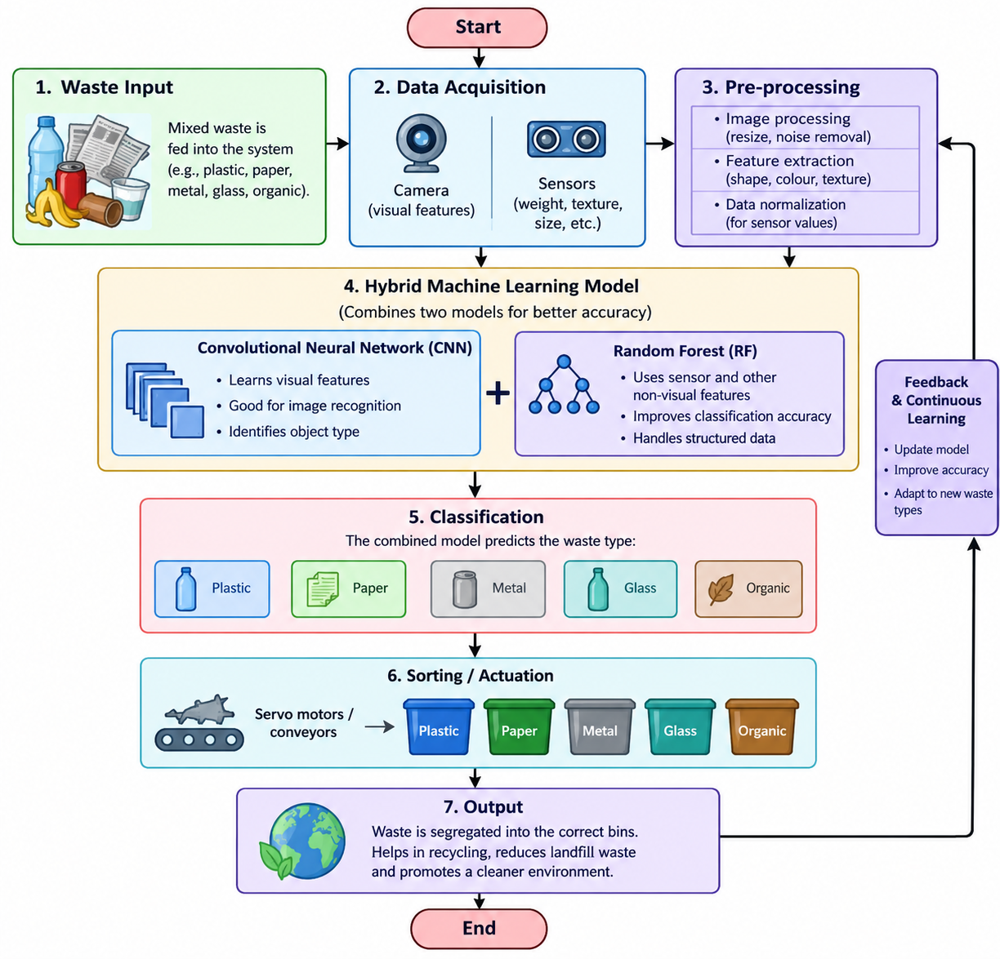 Start
1. Waste Input
Mixed waste is
fed into the system
(e.g., plastic, paper,
metal, glass, organic).
2. Data Acquisition
Camera
(visual features)
Sensors
(weight, texture,
size, etc.)
3. Pre-processing
• Image processing
(resize, noise removal)
• Feature extraction
(shape, colour, texture)
• Data normalization
(for sensor values)
4. Hybrid Machine Learning Model
(Combines two models for better accuracy)
Convolutional Neural Network (CNN)
• Learns visual features
• Good for image recognition
• Identifies object type
+
Random Forest (RF)
• Uses sensor and other
non-visual features
• Improves classification accuracy
• Handles structured data
Feedback
& Continuous
Learning
• Update model
• Improve accuracy
• Adapt to new waste
types
5. Classification
The combined model predicts the waste type:
Plastic
Paper
Metal
Glass
Organic
6. Sorting / Actuation
Servo motors /
conveyors
Plastic
Paper
Metal
Glass
Organic
7. Output
Waste is segregated into the correct bins.
Helps in recycling, reduces landfill waste
and promotes a cleaner environment.
End